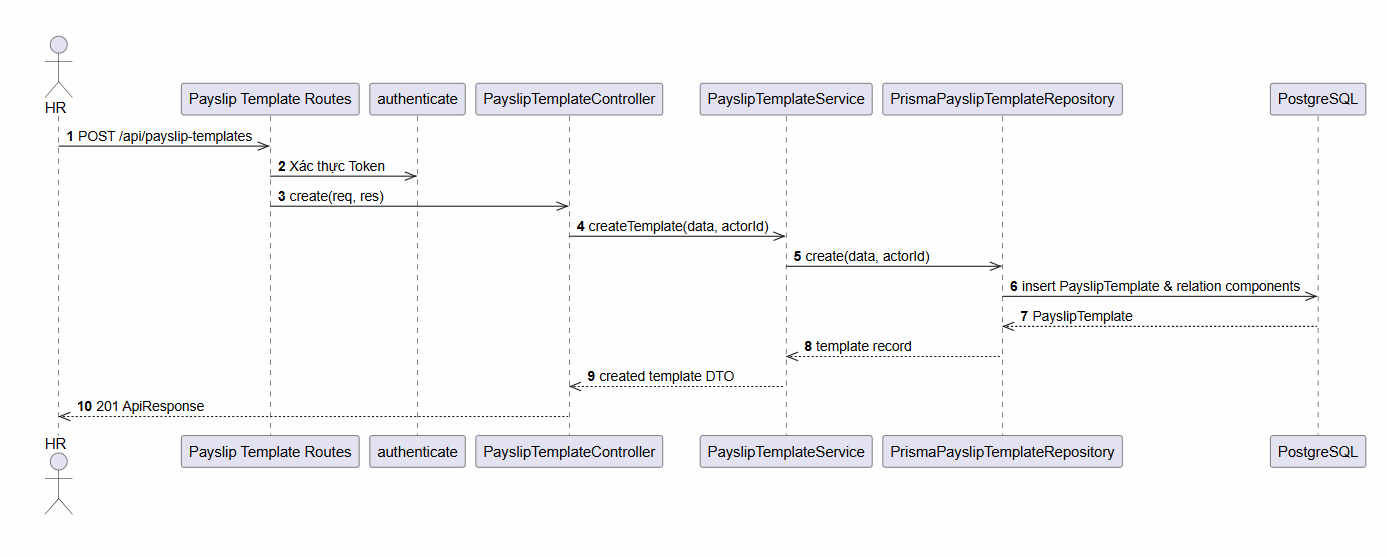 HR
Payslip Template Routes
authenticate
PayslipTemplateController
PayslipTemplateService
PrismaPayslipTemplateRepository
PostgreSQL
1 POST /api/payslip-templates
2 Xác thực Token
3 create(req, res)
4 createTemplate(data, actorId)
5 create(data, actorId)
6 insert PayslipTemplate & relation components
7 PayslipTemplate
8 template record
9 created template DTO
10 201 ApiResponse
HR
Payslip Template Routes
authenticate
PayslipTemplateController
PayslipTemplateService
PrismaPayslipTemplateRepository
PostgreSQL